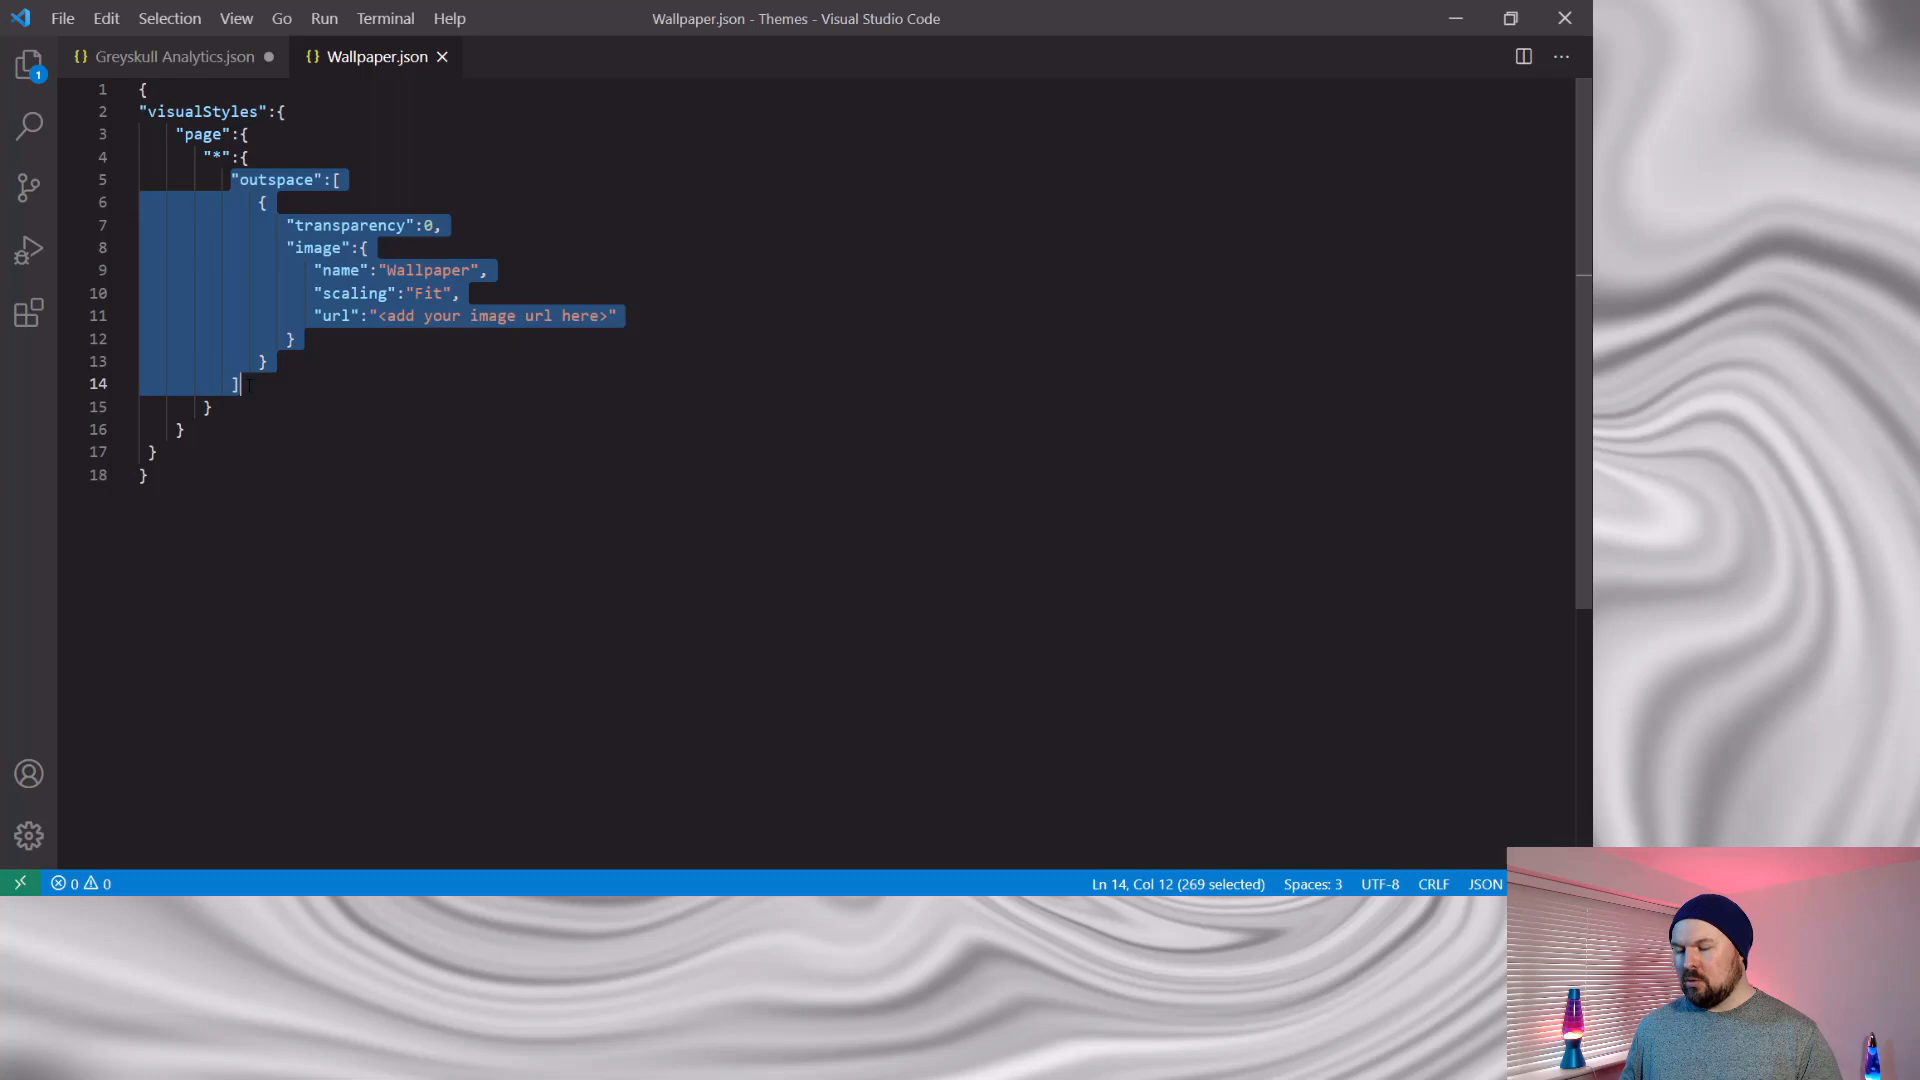 File Edit Selection View Go Run Terminal Help
Wallpaper.json - Themes - Visual Studio Code
{} Greyskull Analytics.json
{} Wallpaper.json
1
1 {
2 "visualStyles":{
3 "page":{
4 "*":{
5 "outspace":[
6 {
7 "transparency":0,
8 "image":{
9 "name":"Wallpaper",
10 "scaling":"Fit",
11 "url":"<add your image url here>"
12 }
13 }
14 ]
15 }
16 }
17 }
18 }
0 0
Ln 14, Col 12 (269 selected) Spaces: 3 UTF-8 CRLF JSON